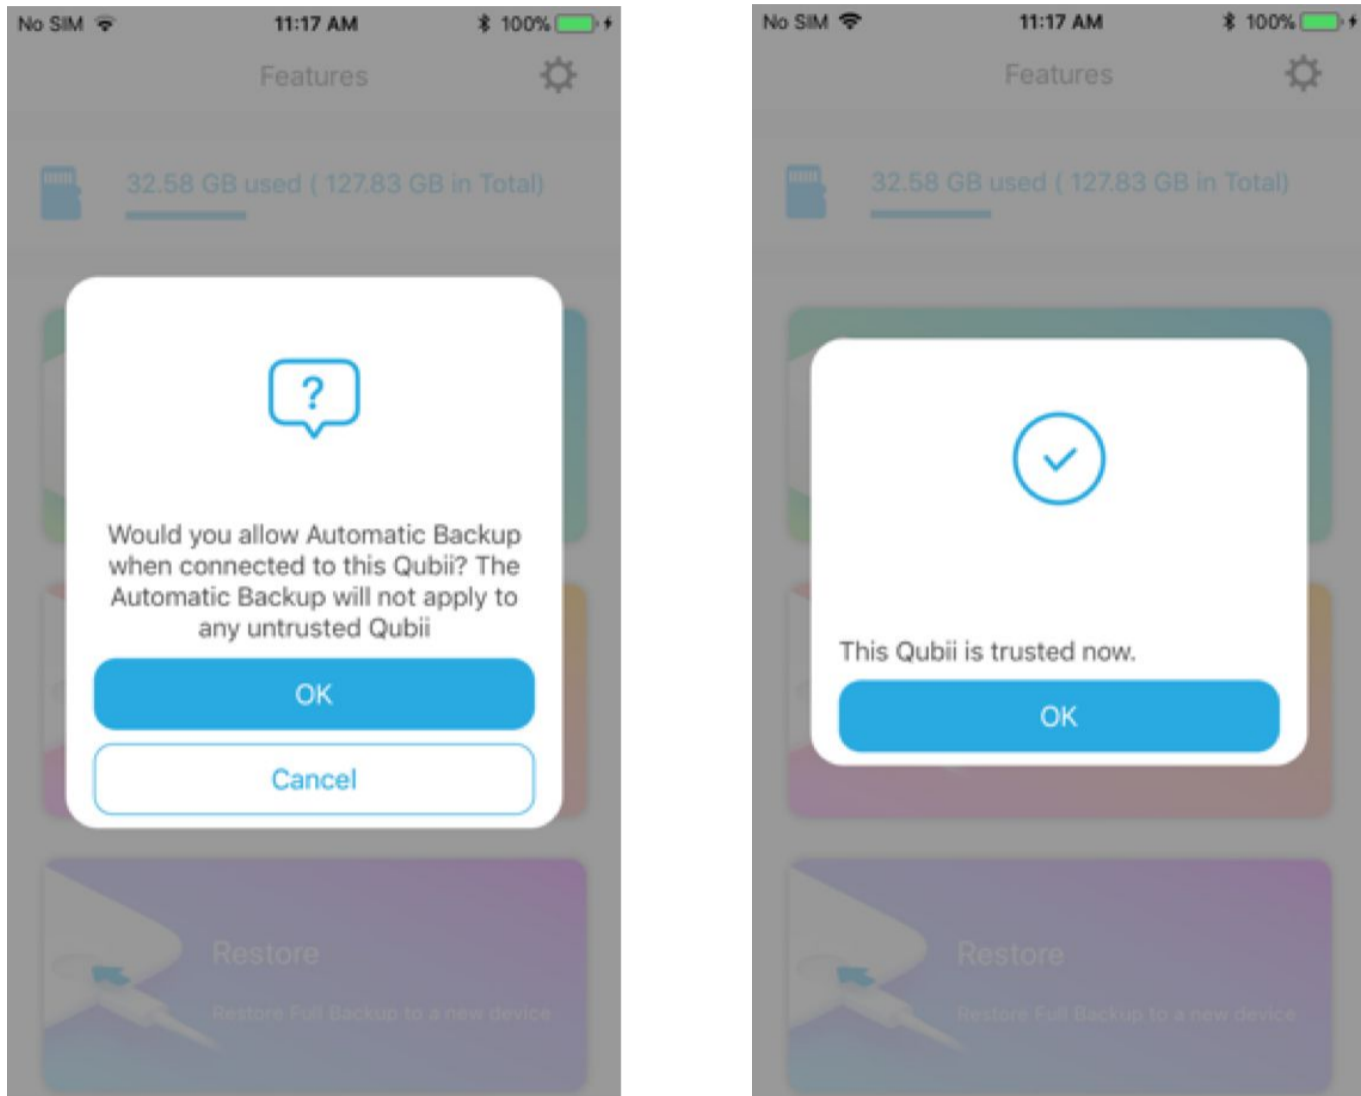 No SIM 11:17 AM 100%
Features
32.58 GB used ( 127.83 GB in Total)
?
Would you allow Automatic Backup
when connected to this Qubii? The
Automatic Backup will not apply to
any untrusted Qubii
OK
Cancel
Restore
Restore Full Backup to a new device
No SIM 11:17 AM 100%
Features
32.58 GB used ( 127.83 GB in Total)
This Qubii is trusted now.
OK
Restore
Restore Full Backup to a new device